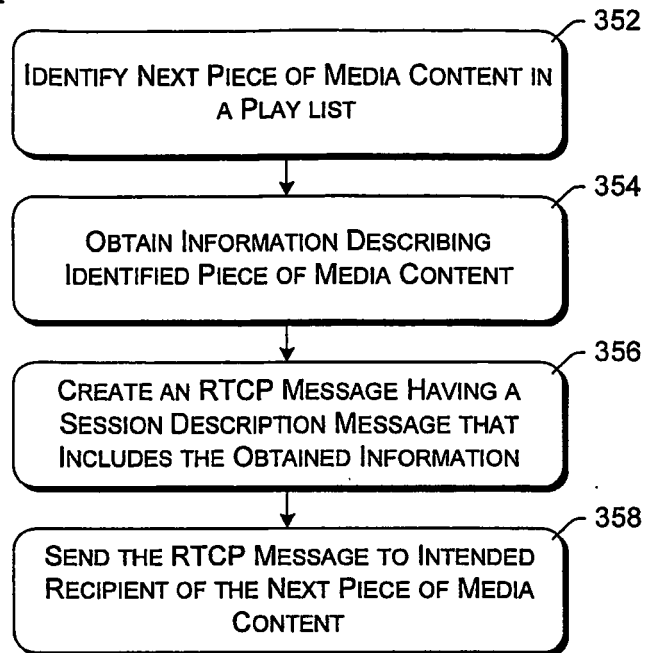 352
IDENTIFY NEXT PIECE OF MEDIA CONTENT IN
A PLAY LIST
354
OBTAIN INFORMATION DESCRIBING
IDENTIFIED PIECE OF MEDIA CONTENT
356
CREATE AN RTCP MESSAGE HAVING A
SESSION DESCRIPTION MESSAGE THAT
INCLUDES THE OBTAINED INFORMATION
358
SEND THE RTCP MESSAGE TO INTENDED
RECIPIENT OF THE NEXT PIECE OF MEDIA
CONTENT